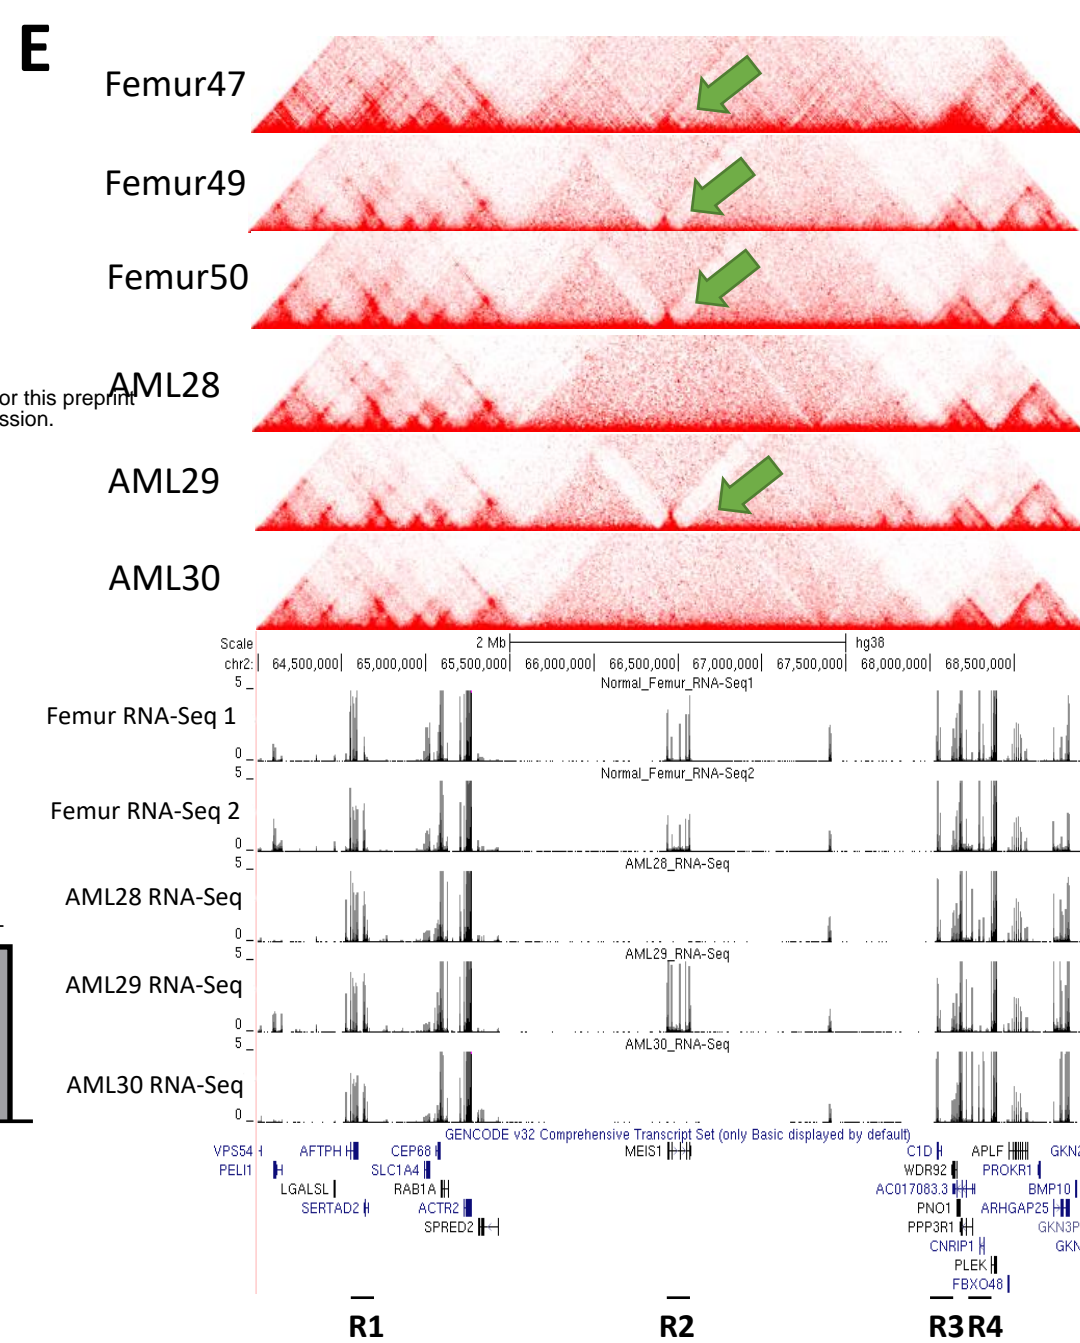 E
Femur47
Femur49
Femur50
AML28
or this preprint
ssion.
AML29
AML30
Scale 2 Mb hg38
chr2: 64,500,000 65,000,000 65,500,000 66,000,000 66,500,000 67,000,000 67,500,000 68,000,000 68,500,000
Normal_Femur_RNA-Seq1
5
Femur RNA-Seq 1
0
Normal_Femur_RNA-Seq2
5
Femur RNA-Seq 2
0
AML28_RNA-Seq
5
AML28 RNA-Seq
0
AML29_RNA-Seq
5
AML29 RNA-Seq
0
AML30_RNA-Seq
5
AML30 RNA-Seq
0
GENCODE v32 Comprehensive Transcript Set (only Basic displayed by default)
VPS54 AFTPH CEP68 MEIS1 C1D APLF GKN2
PELI1 SLC1A4 WDR92 PROKR1
LGALSL RAB1A AC017083.3 BMP10
SERTAD2 ACTR2 PNO1 ARHGAP25
SPRED2 PPP3R1 GKN3P
CNRIP1 GKN
PLEK
FBXO48
R1 R2 R3 R4